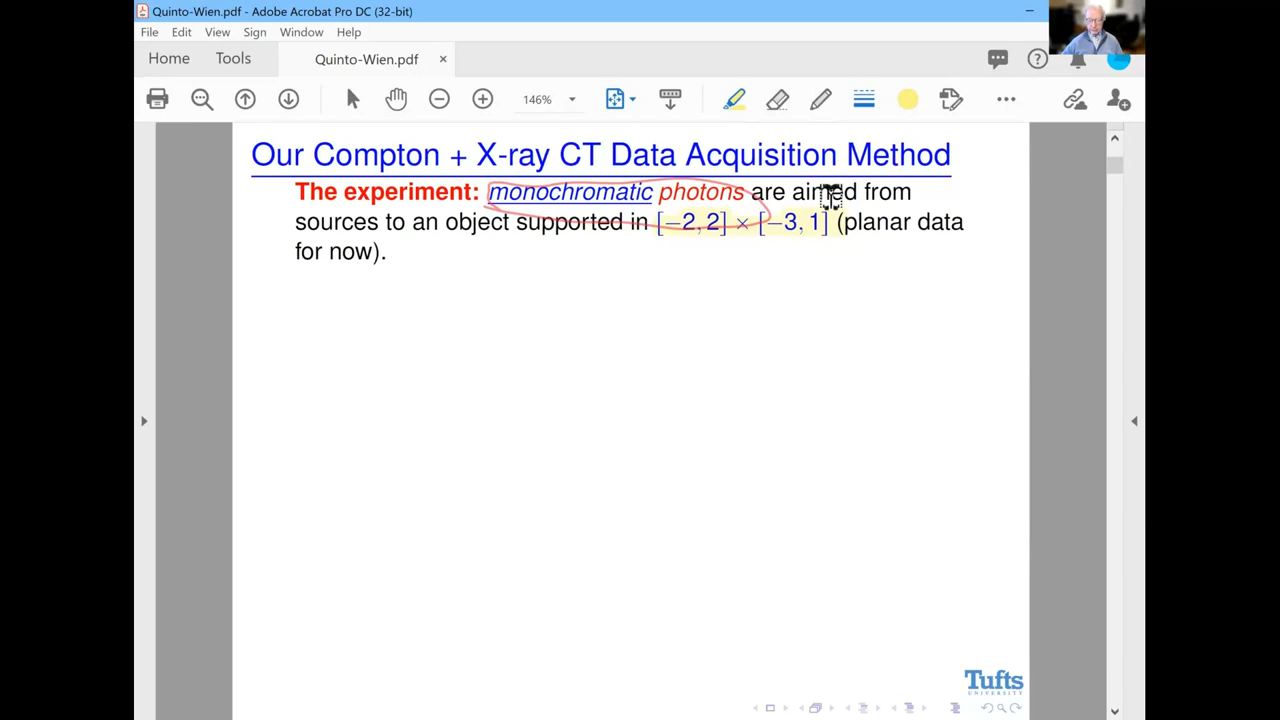 Quinto-Wien.pdf - Adobe Acrobat Pro DC (32-bit)
File Edit View Sign Window Help
Home Tools Quinto-Wien.pdf ×
146%
Our Compton + X-ray CT Data Acquisition Method
The experiment: monochromatic photons are aimed from
sources to an object supported in [−2, 2] × [−3, 1] (planar data
for now).
Tufts